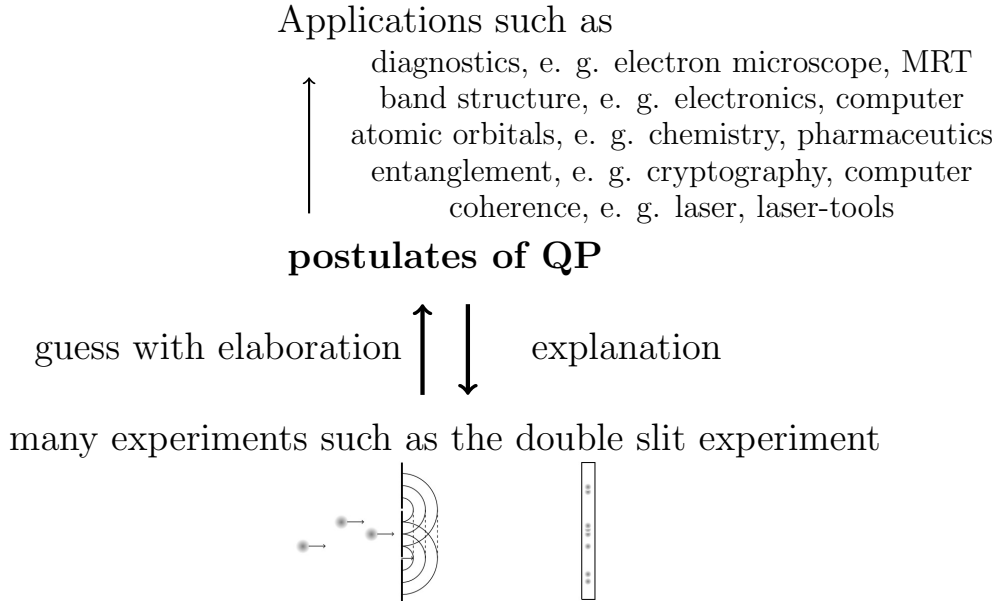 Applications such as
diagnostics, e. g. electron microscope, MRT
band structure, e. g. electronics, computer
atomic orbitals, e. g. chemistry, pharmaceutics
entanglement, e. g. cryptography, computer
coherence, e. g. laser, laser-tools
postulates of QP
guess with elaboration
explanation
many experiments such as the double slit experiment